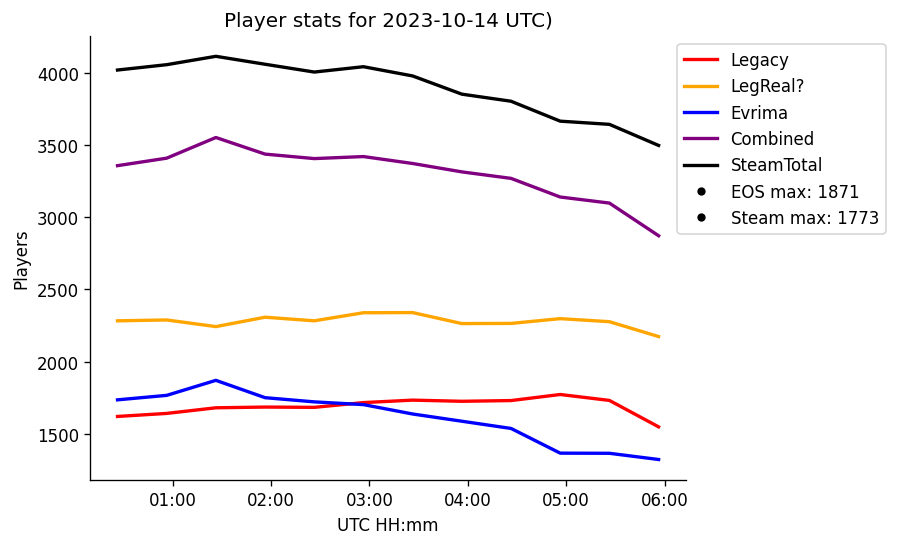 Player stats for 2023-10-14 UTC)
Legacy
LegReal?
Evrima
Combined
SteamTotal
EOS max: 1871
Steam max: 1773
Players
4000
3500
3000
2500
2000
1500
01:00
02:00
03:00
04:00
05:00
06:00
UTC HH:mm